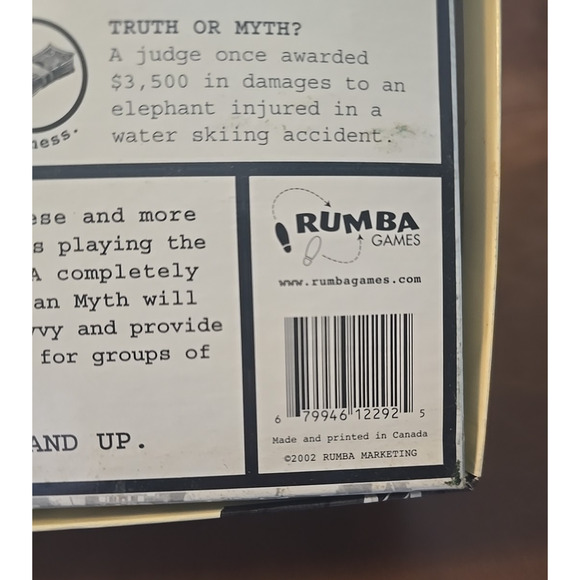 TRUTH OR MYTH?
A judge once awarded
$3,500 in damages to an
elephant injured in a
water skiing accident.
ness.
ese and more
s playing the
A completely
an Myth will
vvy and provide
for groups of
AND UP.
RUMBA
GAMES
www.rumbagames.com
6 79946 12292 5
Made and printed in Canada
©2002 RUMBA MARKETING